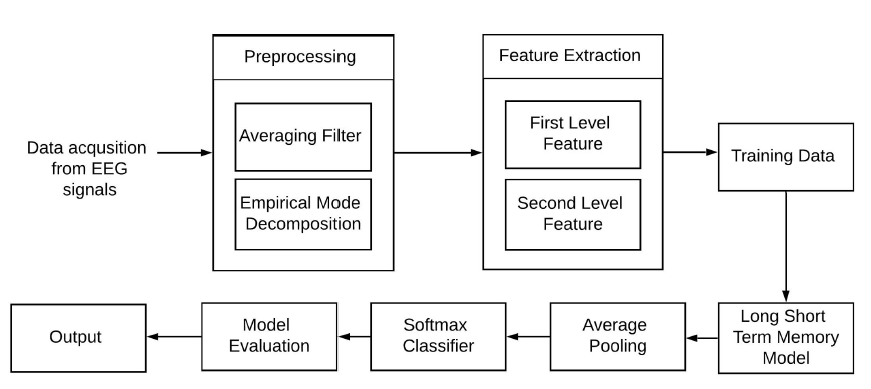 Preprocessing
Averaging Filter
Empirical Mode
Decomposition
Feature Extraction
First Level
Feature
Second Level
Feature
Data acqusition
from EEG
signals
Training Data
Long Short
Term Memory
Model
Average
Pooling
Softmax
Classifier
Model
Evaluation
Output